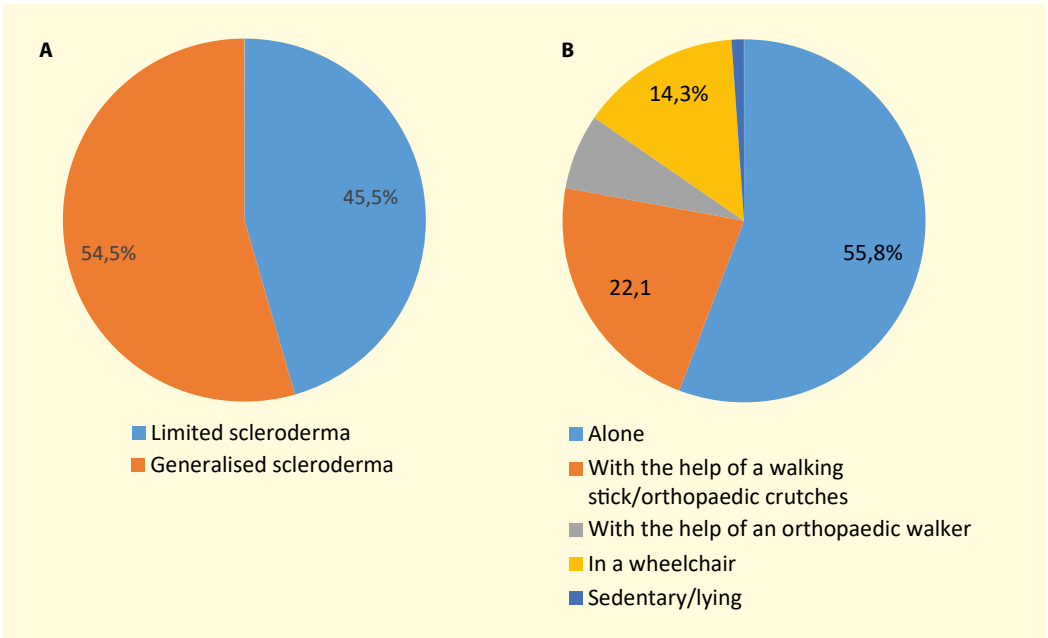 A
45,5%
54,5%
Limited scleroderma
Generalised scleroderma
B
14,3%
55,8%
22,1
Alone
With the help of a walking
stick/orthopaedic crutches
With the help of an orthopaedic walker
In a wheelchair
Sedentary/lying